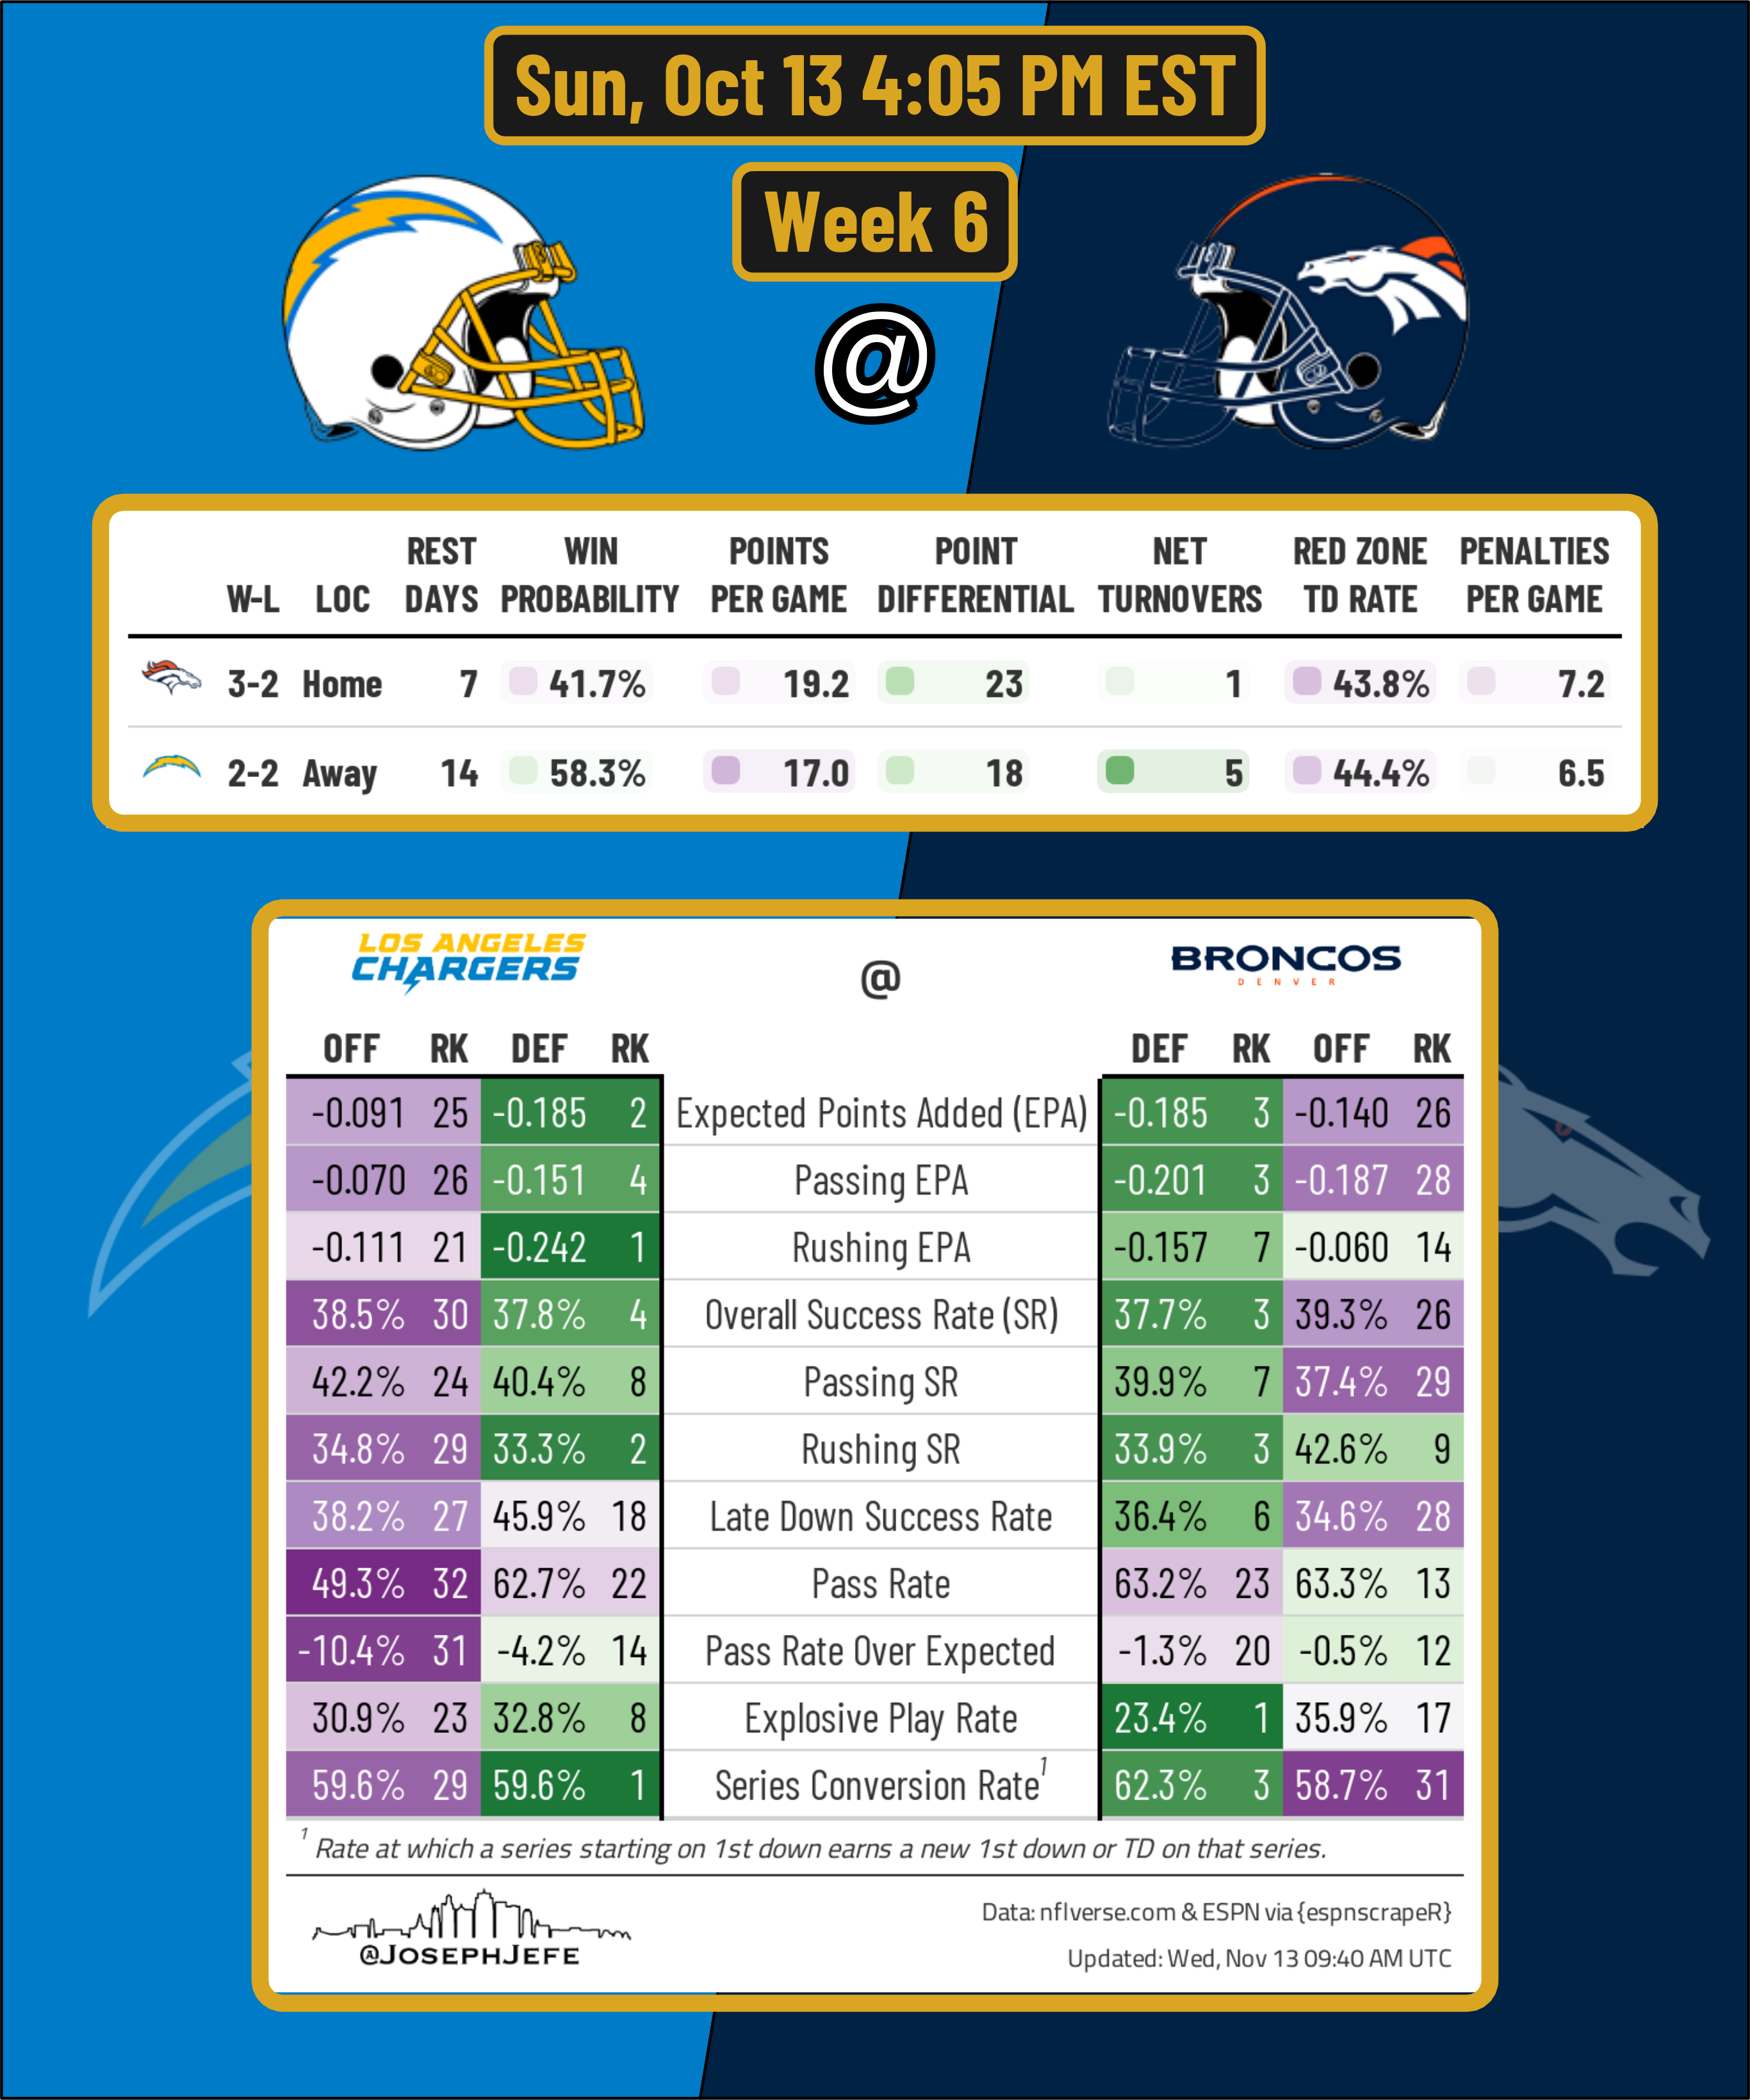 Sun, Oct 13 4:05 PM EST
Week 6
@
REST WIN POINTS POINT NET RED ZONE PENALTIES
W-L LOC DAYS PROBABILITY PER GAME DIFFERENTIAL TURNOVERS TD RATE PER GAME
3-2 Home 7 41.7% 19.2 23 1 43.8% 7.2
2-2 Away 14 58.3% 17.0 18 5 44.4% 6.5
LOS ANGELES
CHARGERS
@
BRONCOS
DENVER
OFF RK DEF RK DEF RK OFF RK
-0.091 25 -0.185 2 Expected Points Added (EPA) -0.185 3 -0.140 26
-0.070 26 -0.151 4 Passing EPA -0.201 3 -0.187 28
-0.111 21 -0.242 1 Rushing EPA -0.157 7 -0.060 14
38.5% 30 37.8% 4 Overall Success Rate (SR) 37.7% 3 39.3% 26
42.2% 24 40.4% 8 Passing SR 39.9% 7 37.4% 29
34.8% 29 33.3% 2 Rushing SR 33.9% 3 42.6% 9
38.2% 27 45.9% 18 Late Down Success Rate 36.4% 6 34.6% 28
49.3% 32 62.7% 22 Pass Rate 63.2% 23 63.3% 13
-10.4% 31 -4.2% 14 Pass Rate Over Expected -1.3% 20 -0.5% 12
30.9% 23 32.8% 8 Explosive Play Rate 23.4% 1 35.9% 17
59.6% 29 59.6% 1 Series Conversion Rate¹ 62.3% 3 58.7% 31
¹ Rate at which a series starting on 1st down earns a new 1st down or TD on that series.
@JOSEPHJEFE
Data: nflverse.com & ESPN via {espnscrapeR}
Updated: Wed, Nov 13 09:40 AM UTC